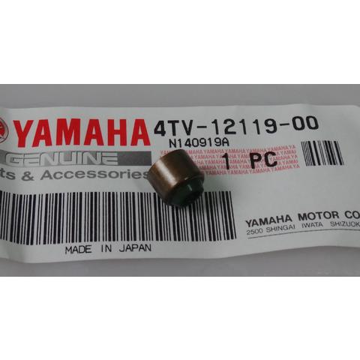 YAMAHA 4TV-12119-00
N140919A
GENUINE 1 PC
ts & Accessories
YAMAHA MOTOR CO
MADE IN JAPAN 2500 SHINGAI IWATA SHIZUOK